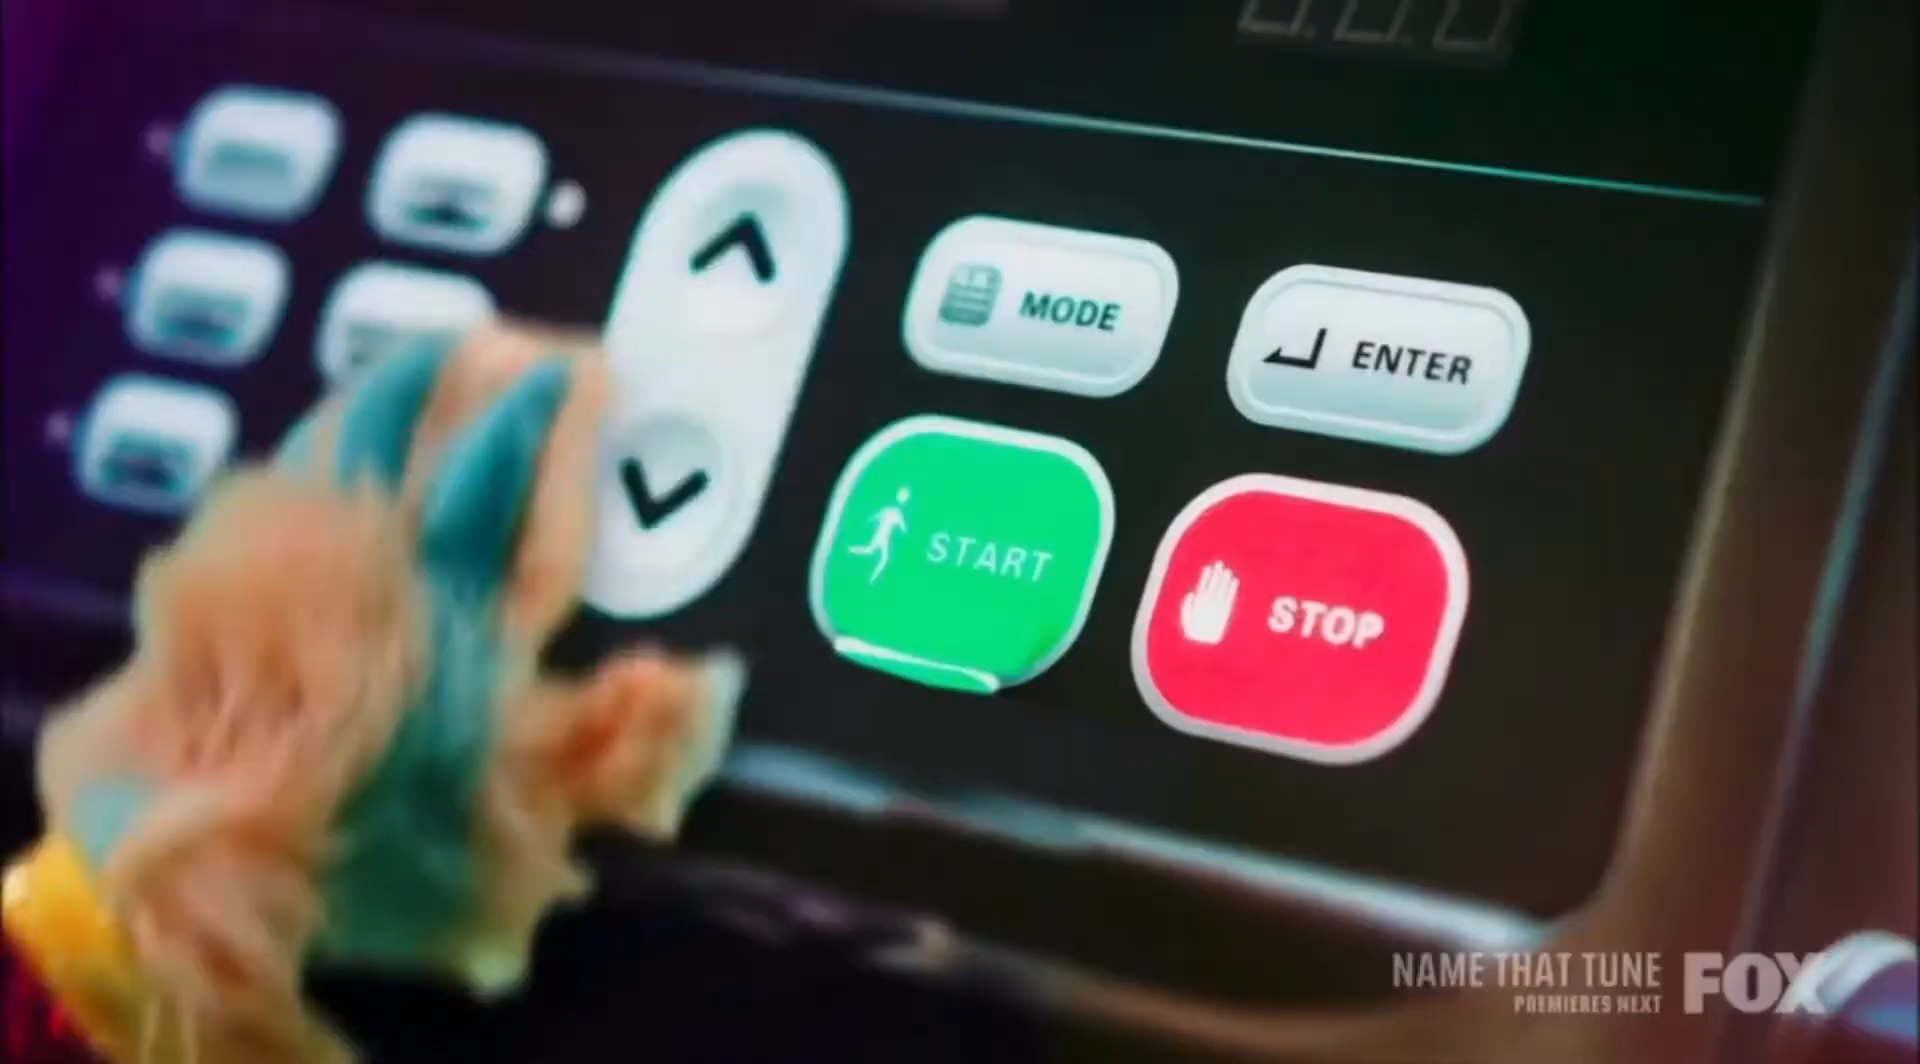 MODE
ENTER
START
STOP
NAME THAT TUNE
PREMIERES NEXT
FOX